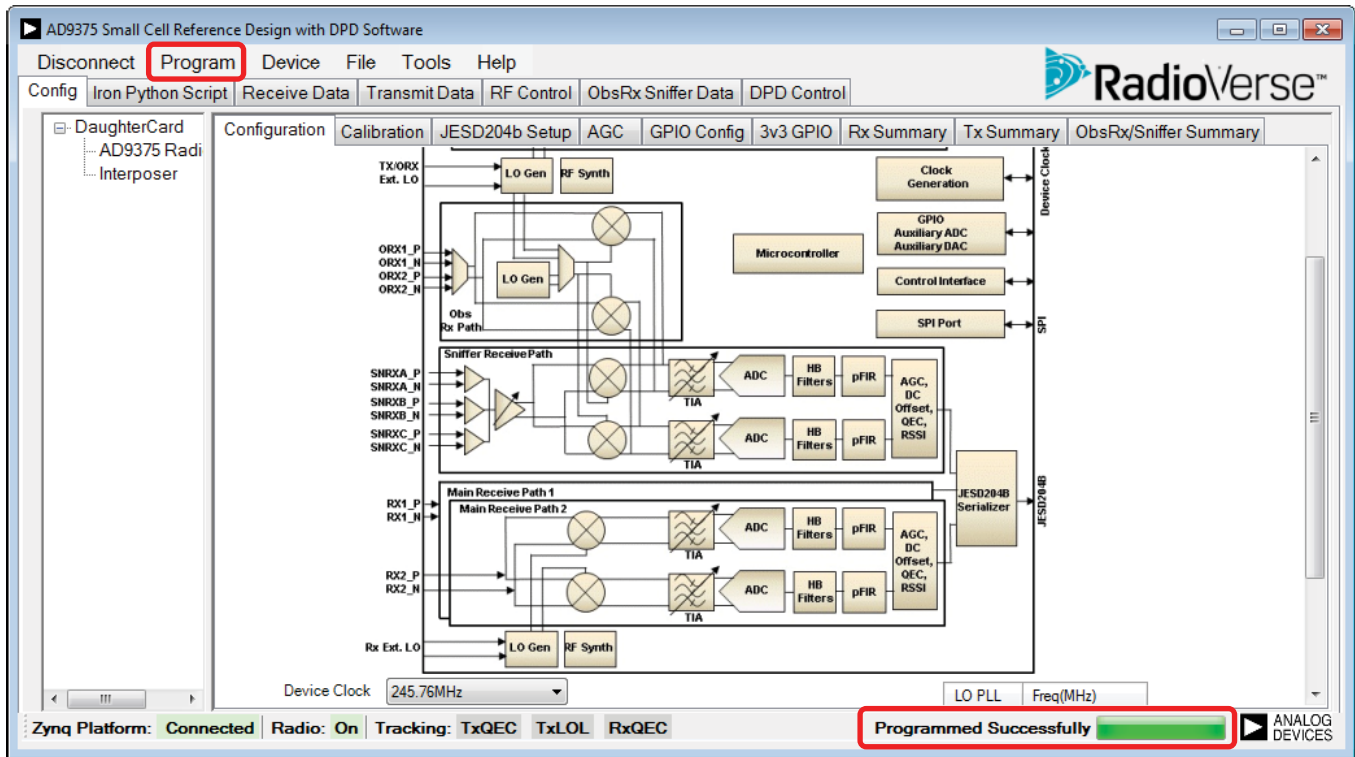 AD9375 Small Cell Reference Design with DPD Software
Disconnect Program Device File Tools Help
RadioVerse™
Config Iron Python Script Receive Data Transmit Data RF Control ObsRx Sniffer Data DPD Control
DaughterCard
AD9375 Radi
Interposer
Configuration Calibration JESD204b Setup AGC GPIO Config 3v3 GPIO Rx Summary Tx Summary ObsRx/Sniffer Summary
TX/ORX
Ext. LO
LO Gen
RF Synth
Clock
Generation
Device Clock
GPIO
Auxiliary ADC
Auxiliary DAC
Microcontroller
Control Interface
SPI Port
SPI
ORX1_P
ORX1_N
ORX2_P
ORX2_N
LO Gen
Obs
Rx Path
Sniffer Receive Path
SNRXA_P
SNRXA_N
SNRXB_P
SNRXB_N
SNRXC_P
SNRXC_N
TIA
ADC
HB
Filters
pFIR
AGC,
DC
Offset,
QEC,
RSSI
TIA
ADC
HB
Filters
pFIR
JESD204B
Serializer
JESD204B
Main Receive Path 1
Main Receive Path 2
RX1_P
RX1_N
RX2_P
RX2_N
TIA
ADC
HB
Filters
pFIR
AGC,
DC
Offset,
QEC,
RSSI
TIA
ADC
HB
Filters
pFIR
Rx Ext. LO
LO Gen
RF Synth
Device Clock 245.76MHz
LO PLL Freq(MHz)
Zynq Platform: Connected Radio: On Tracking: TxQEC TxLOL RxQEC
Programmed Successfully
ANALOG
DEVICES